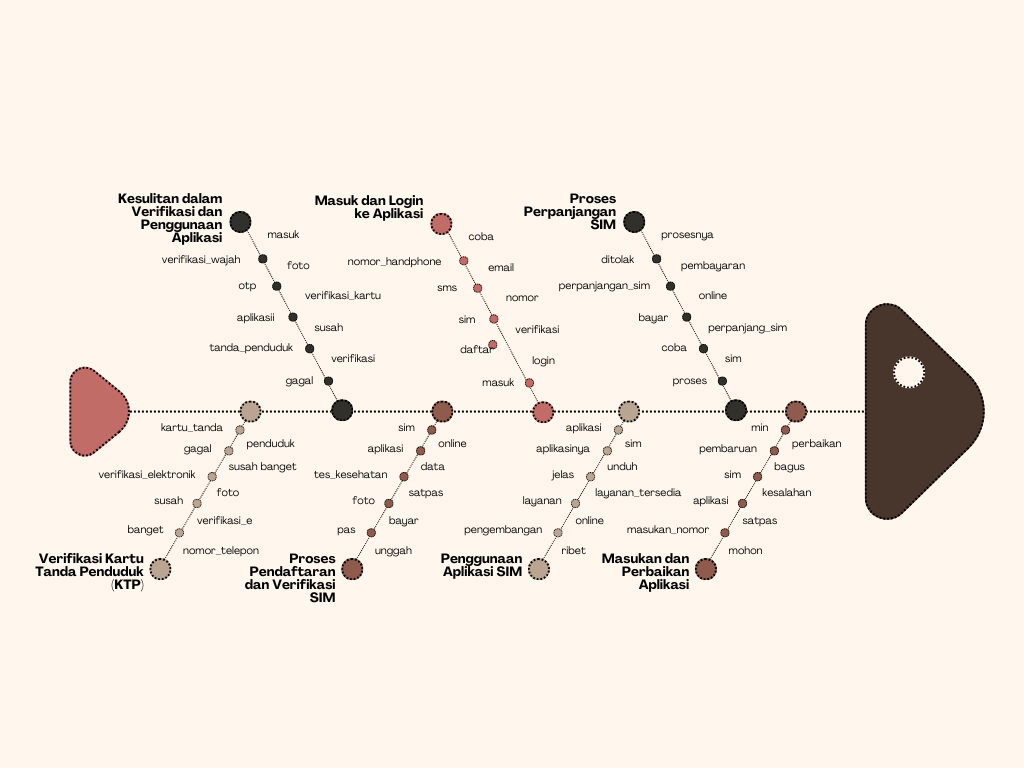 Kesulitan dalam
Verifikasi dan
Penggunaan
Aplikasi
masuk
verifikasi_wajah
foto
otp
verifikasi_kartu
aplikasii
susah
tanda_penduduk
verifikasi
gagal
Masuk dan Login
ke Aplikasi
coba
nomor_handphone
email
sms
nomor
sim
verifikasi
daftar
login
masuk
Proses
Perpanjangan
SIM
prosesnya
ditolak
pembayaran
perpanjangan_sim
online
bayar
perpanjang_sim
coba
sim
proses
kartu_tanda
penduduk
gagal
susah banget
verifikasi_elektronik
foto
susah
verifikasi_e
banget
nomor_telepon
Verifikasi Kartu
Tanda Penduduk
(KTP)
sim
online
aplikasi
data
tes_kesehatan
satpas
foto
bayar
pas
unggah
Proses
Pendaftaran
dan Verifikasi
SIM
aplikasi
sim
aplikasinya
unduh
jelas
layanan_tersedia
layanan
online
pengembangan
ribet
Penggunaan
Aplikasi SIM
min
perbaikan
pembaruan
bagus
sim
kesalahan
aplikasi
satpas
masukan_nomor
mohon
Masukan dan
Perbaikan
Aplikasi